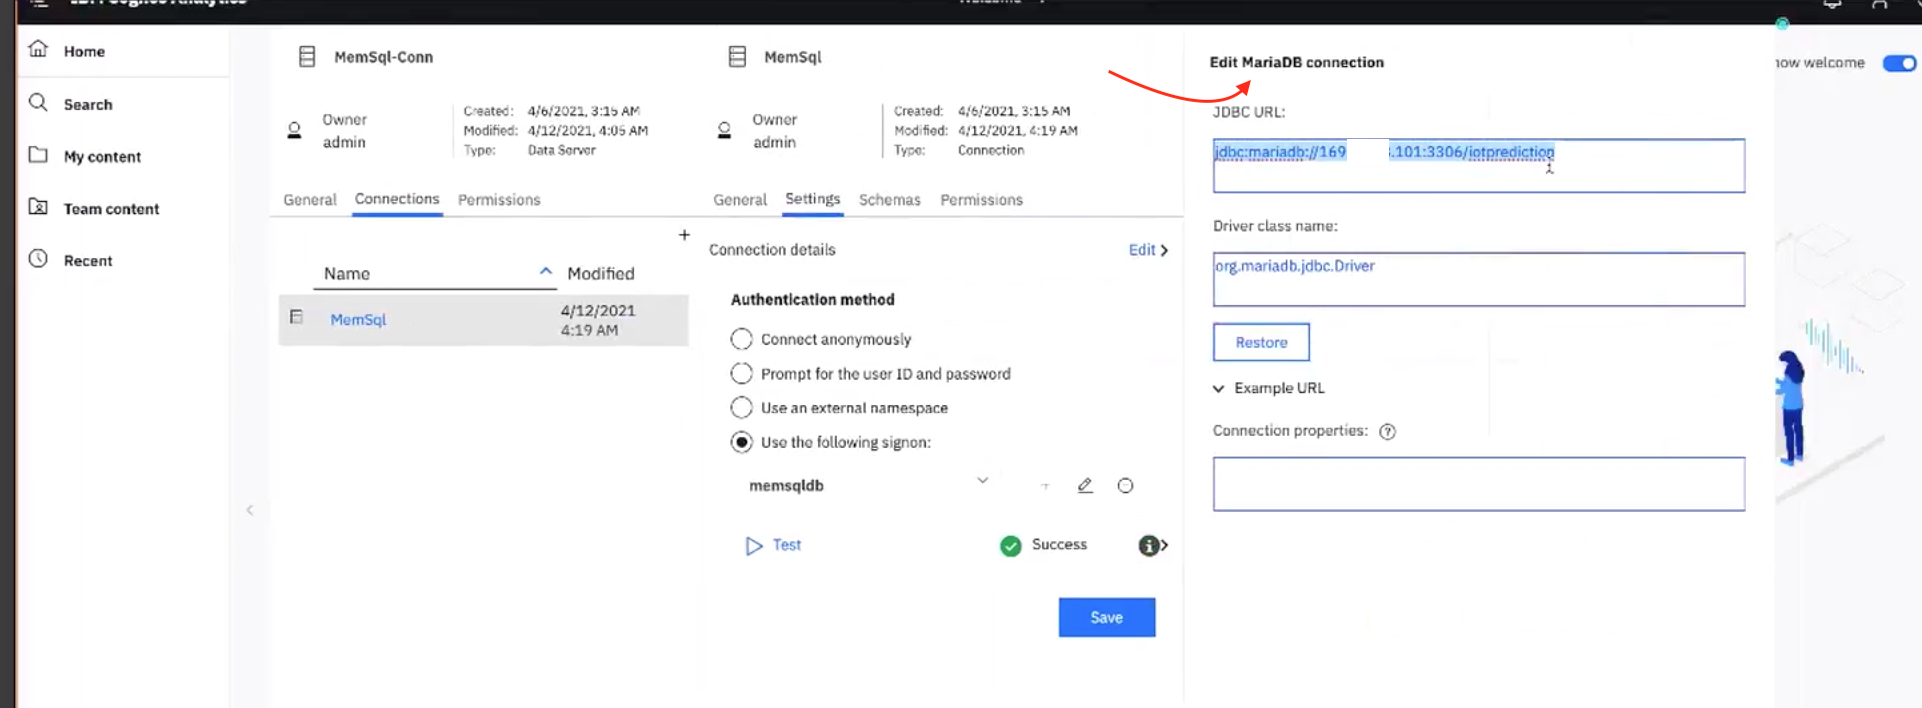 IBM Cognos Analytics
Welcome
Home
Search
My content
Team content
Recent
MemSql-Conn
Owner
admin
Created: 4/6/2021, 3:15 AM
Modified: 4/12/2021, 4:05 AM
Type: Data Server
General Connections Permissions
+
Name Modified
MemSql 4/12/2021
4:19 AM
MemSql
Owner
admin
Created: 4/6/2021, 3:15 AM
Modified: 4/12/2021, 4:19 AM
Type: Connection
General Settings Schemas Permissions
Connection details Edit
Authentication method
Connect anonymously
Prompt for the user ID and password
Use an external namespace
Use the following signon:
memsqldb
Test Success
Save
Edit MariaDB connection
JDBC URL:
jdbc:mariadb://169 .101:3306/iotprediction
Driver class name:
org.mariadb.jdbc.Driver
Restore
Example URL
Connection properties:
how welcome